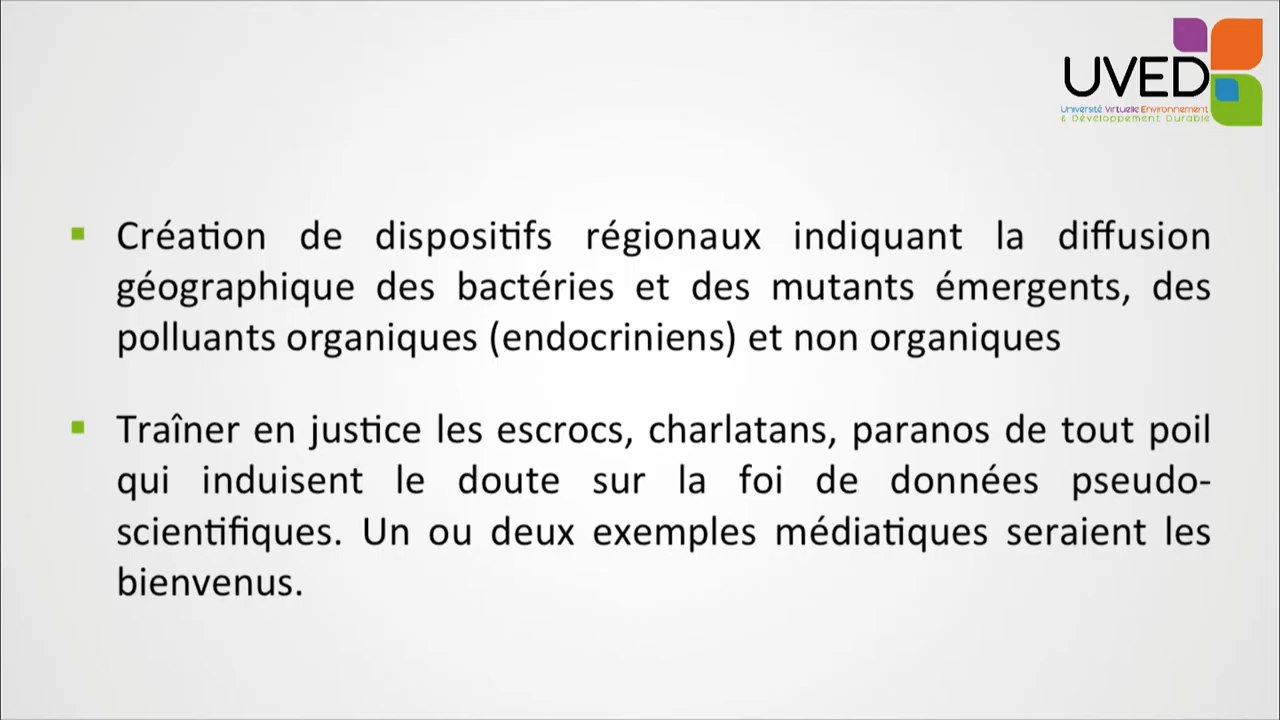 UVED
Université Virtuelle Environnement
& Développement Durable
Création de dispositifs régionaux indiquant la diffusion
géographique des bactéries et des mutants émergents, des
polluants organiques (endocriniens) et non organiques
Traîner en justice les escrocs, charlatans, paranos de tout poil
qui induisent le doute sur la foi de données pseudo-
scientifiques. Un ou deux exemples médiatiques seraient les
bienvenus.